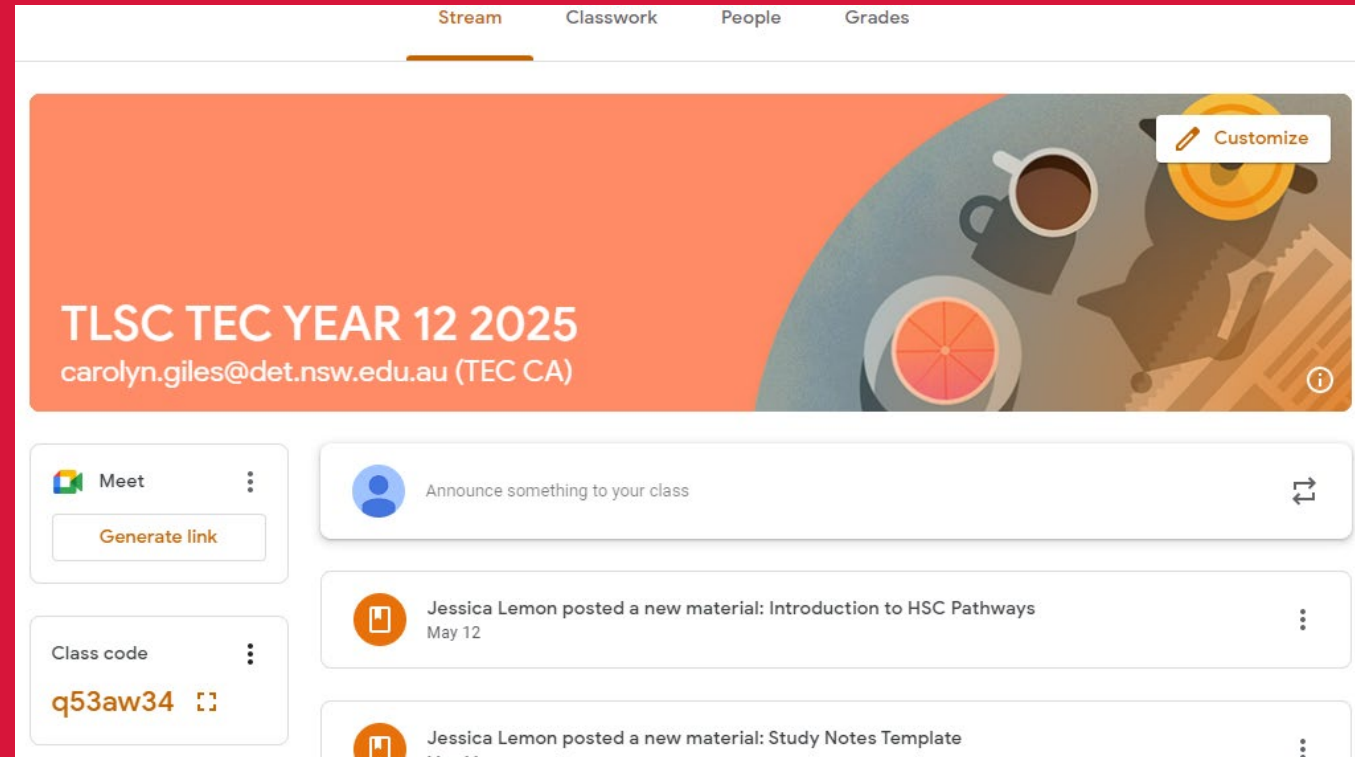 Stream Classwork People Grades
Customize
TLSC TEC YEAR 12 2025
carolyn.giles@det.nsw.edu.au (TEC CA)
Meet
Generate link
Announce something to your class
Jessica Lemon posted a new material: Introduction to HSC Pathways
May 12
Class code
q53aw34
Jessica Lemon posted a new material: Study Notes Template